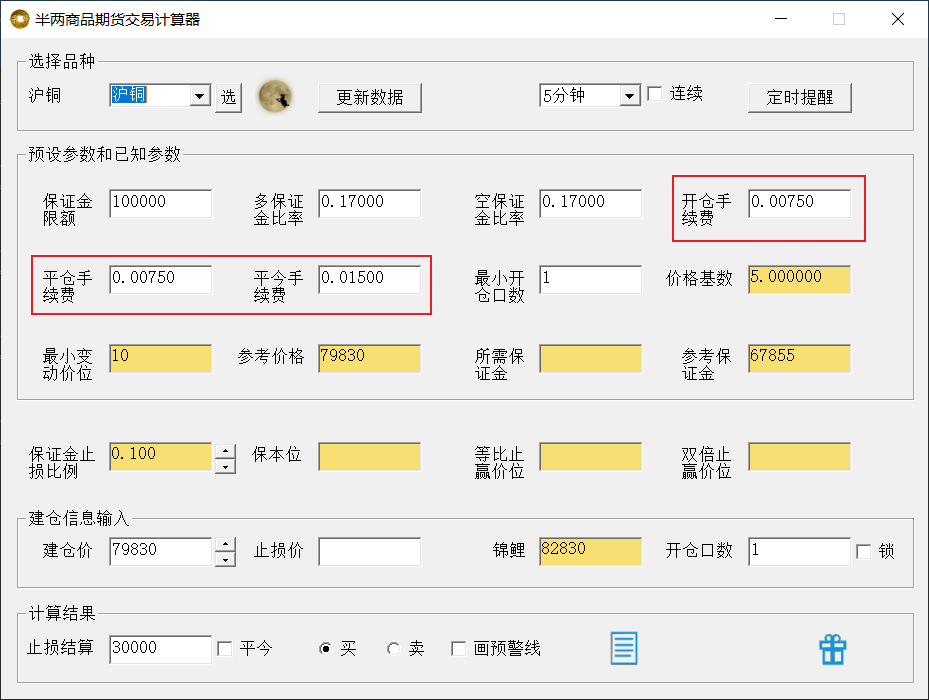 半两商品期货交易计算器
选择品种
沪铜 沪铜 选 更新数据 5分钟 连续 定时提醒
预设参数和已知参数
保证金限额 100000 多保证金比率 0.17000 空保证金比率 0.17000 开仓手续费 0.00750
平仓手续费 0.00750 平今手续费 0.01500 最小开仓口数 1 价格基数 5.000000
最小变动价位 10 参考价格 79830 所需保证金 参考保证金 67855
保证金止损比例 0.100 保本位 等比止赢价位 双倍止赢价位
建仓信息输入
建仓价 79830 止损价 锦鲤 82830 开仓口数 1 锁
计算结果
止损结算 30000 平今 买 卖 画预警线